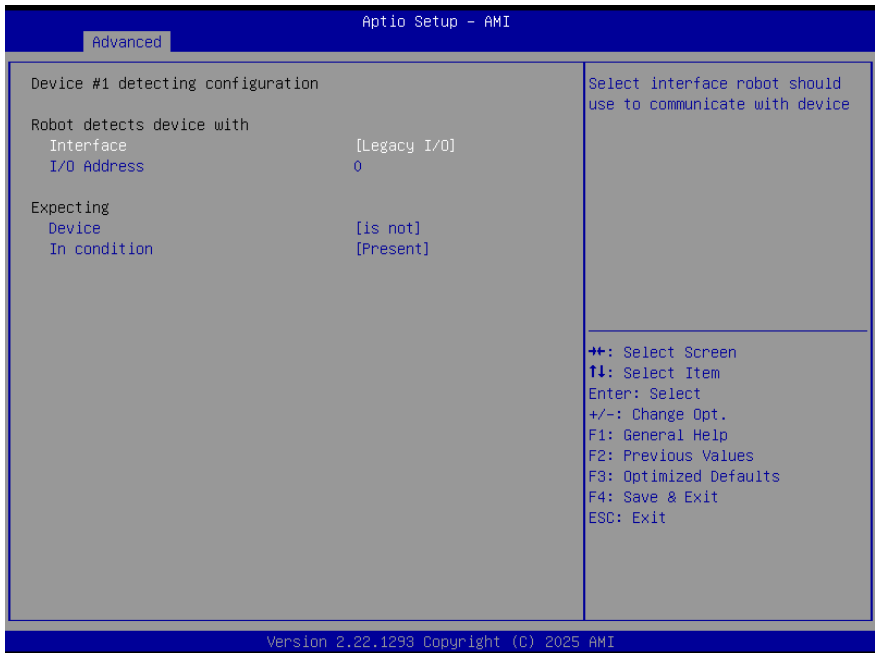 Aptio Setup – AMI
Advanced
Device #1 detecting configuration
Robot detects device with
Interface [Legacy I/O]
I/O Address 0
Expecting
Device [is not]
In condition [Present]
Select interface robot should
use to communicate with device
→←: Select Screen
↑↓: Select Item
Enter: Select
+/-: Change Opt.
F1: General Help
F2: Previous Values
F3: Optimized Defaults
F4: Save & Exit
ESC: Exit
Version 2.22.1293 Copyright (C) 2025 AMI